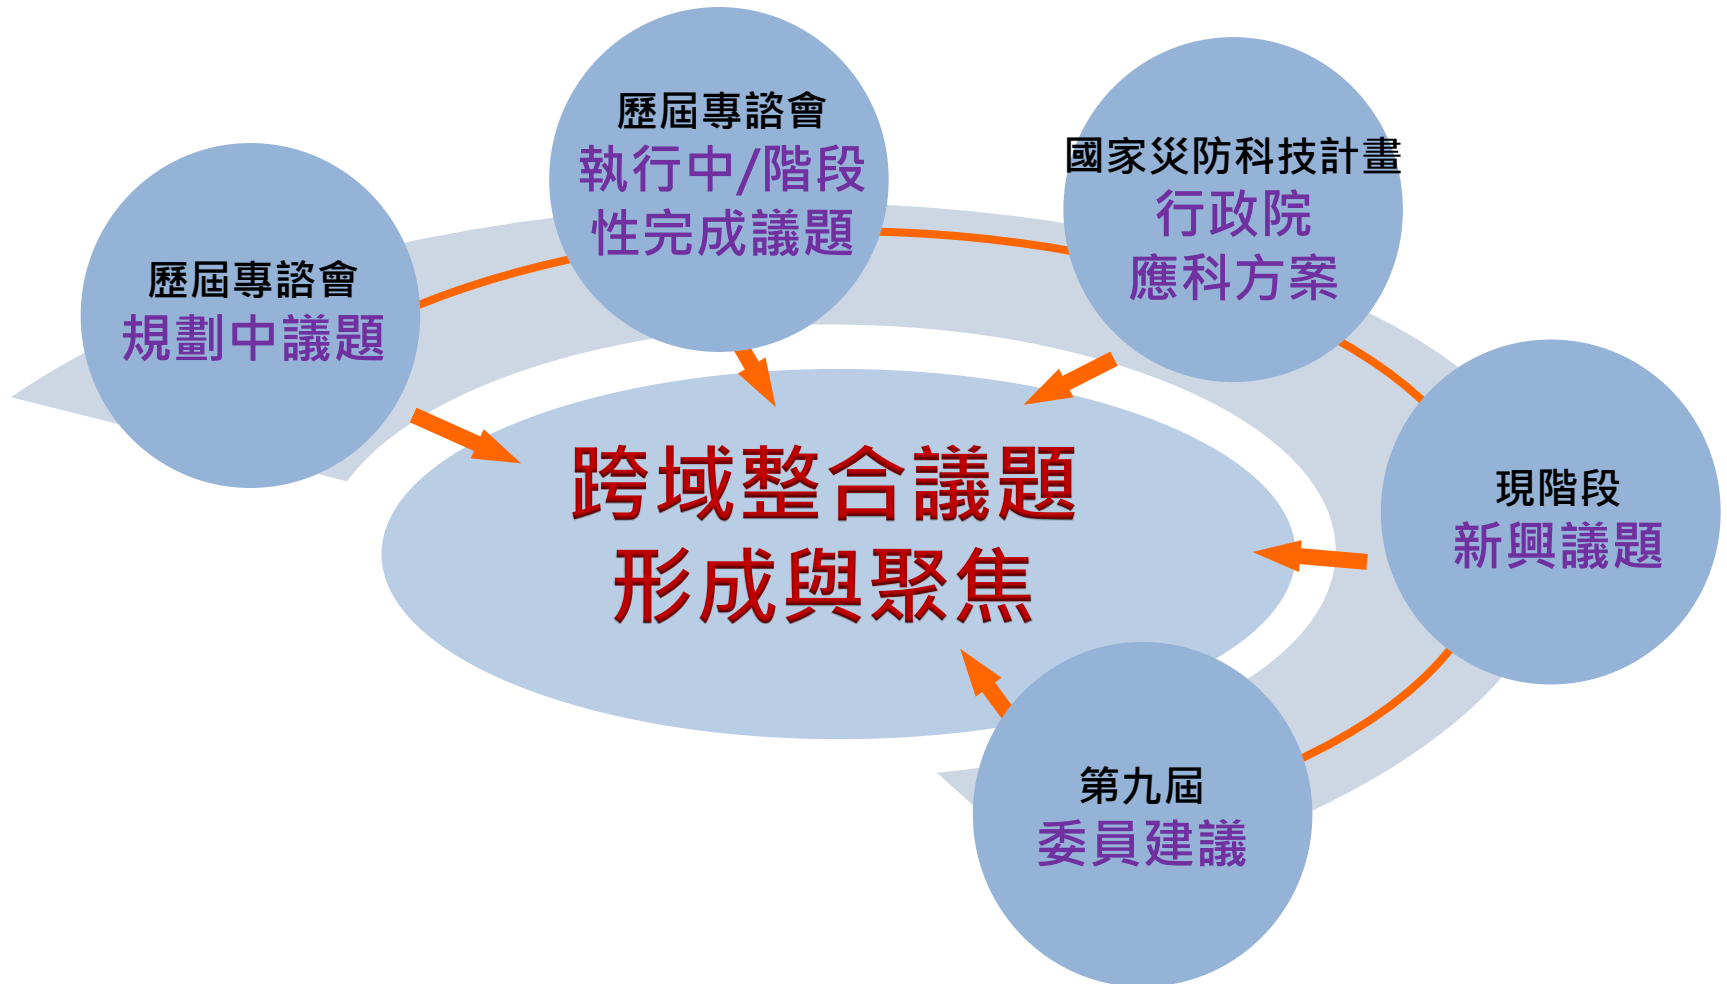 歷屆專諮會
規劃中議題
歷屆專諮會
執行中/階段
性完成議題
國家災防科技計畫
行政院
應科方案
現階段
新興議題
第九屆
委員建議
跨域整合議題
形成與聚焦